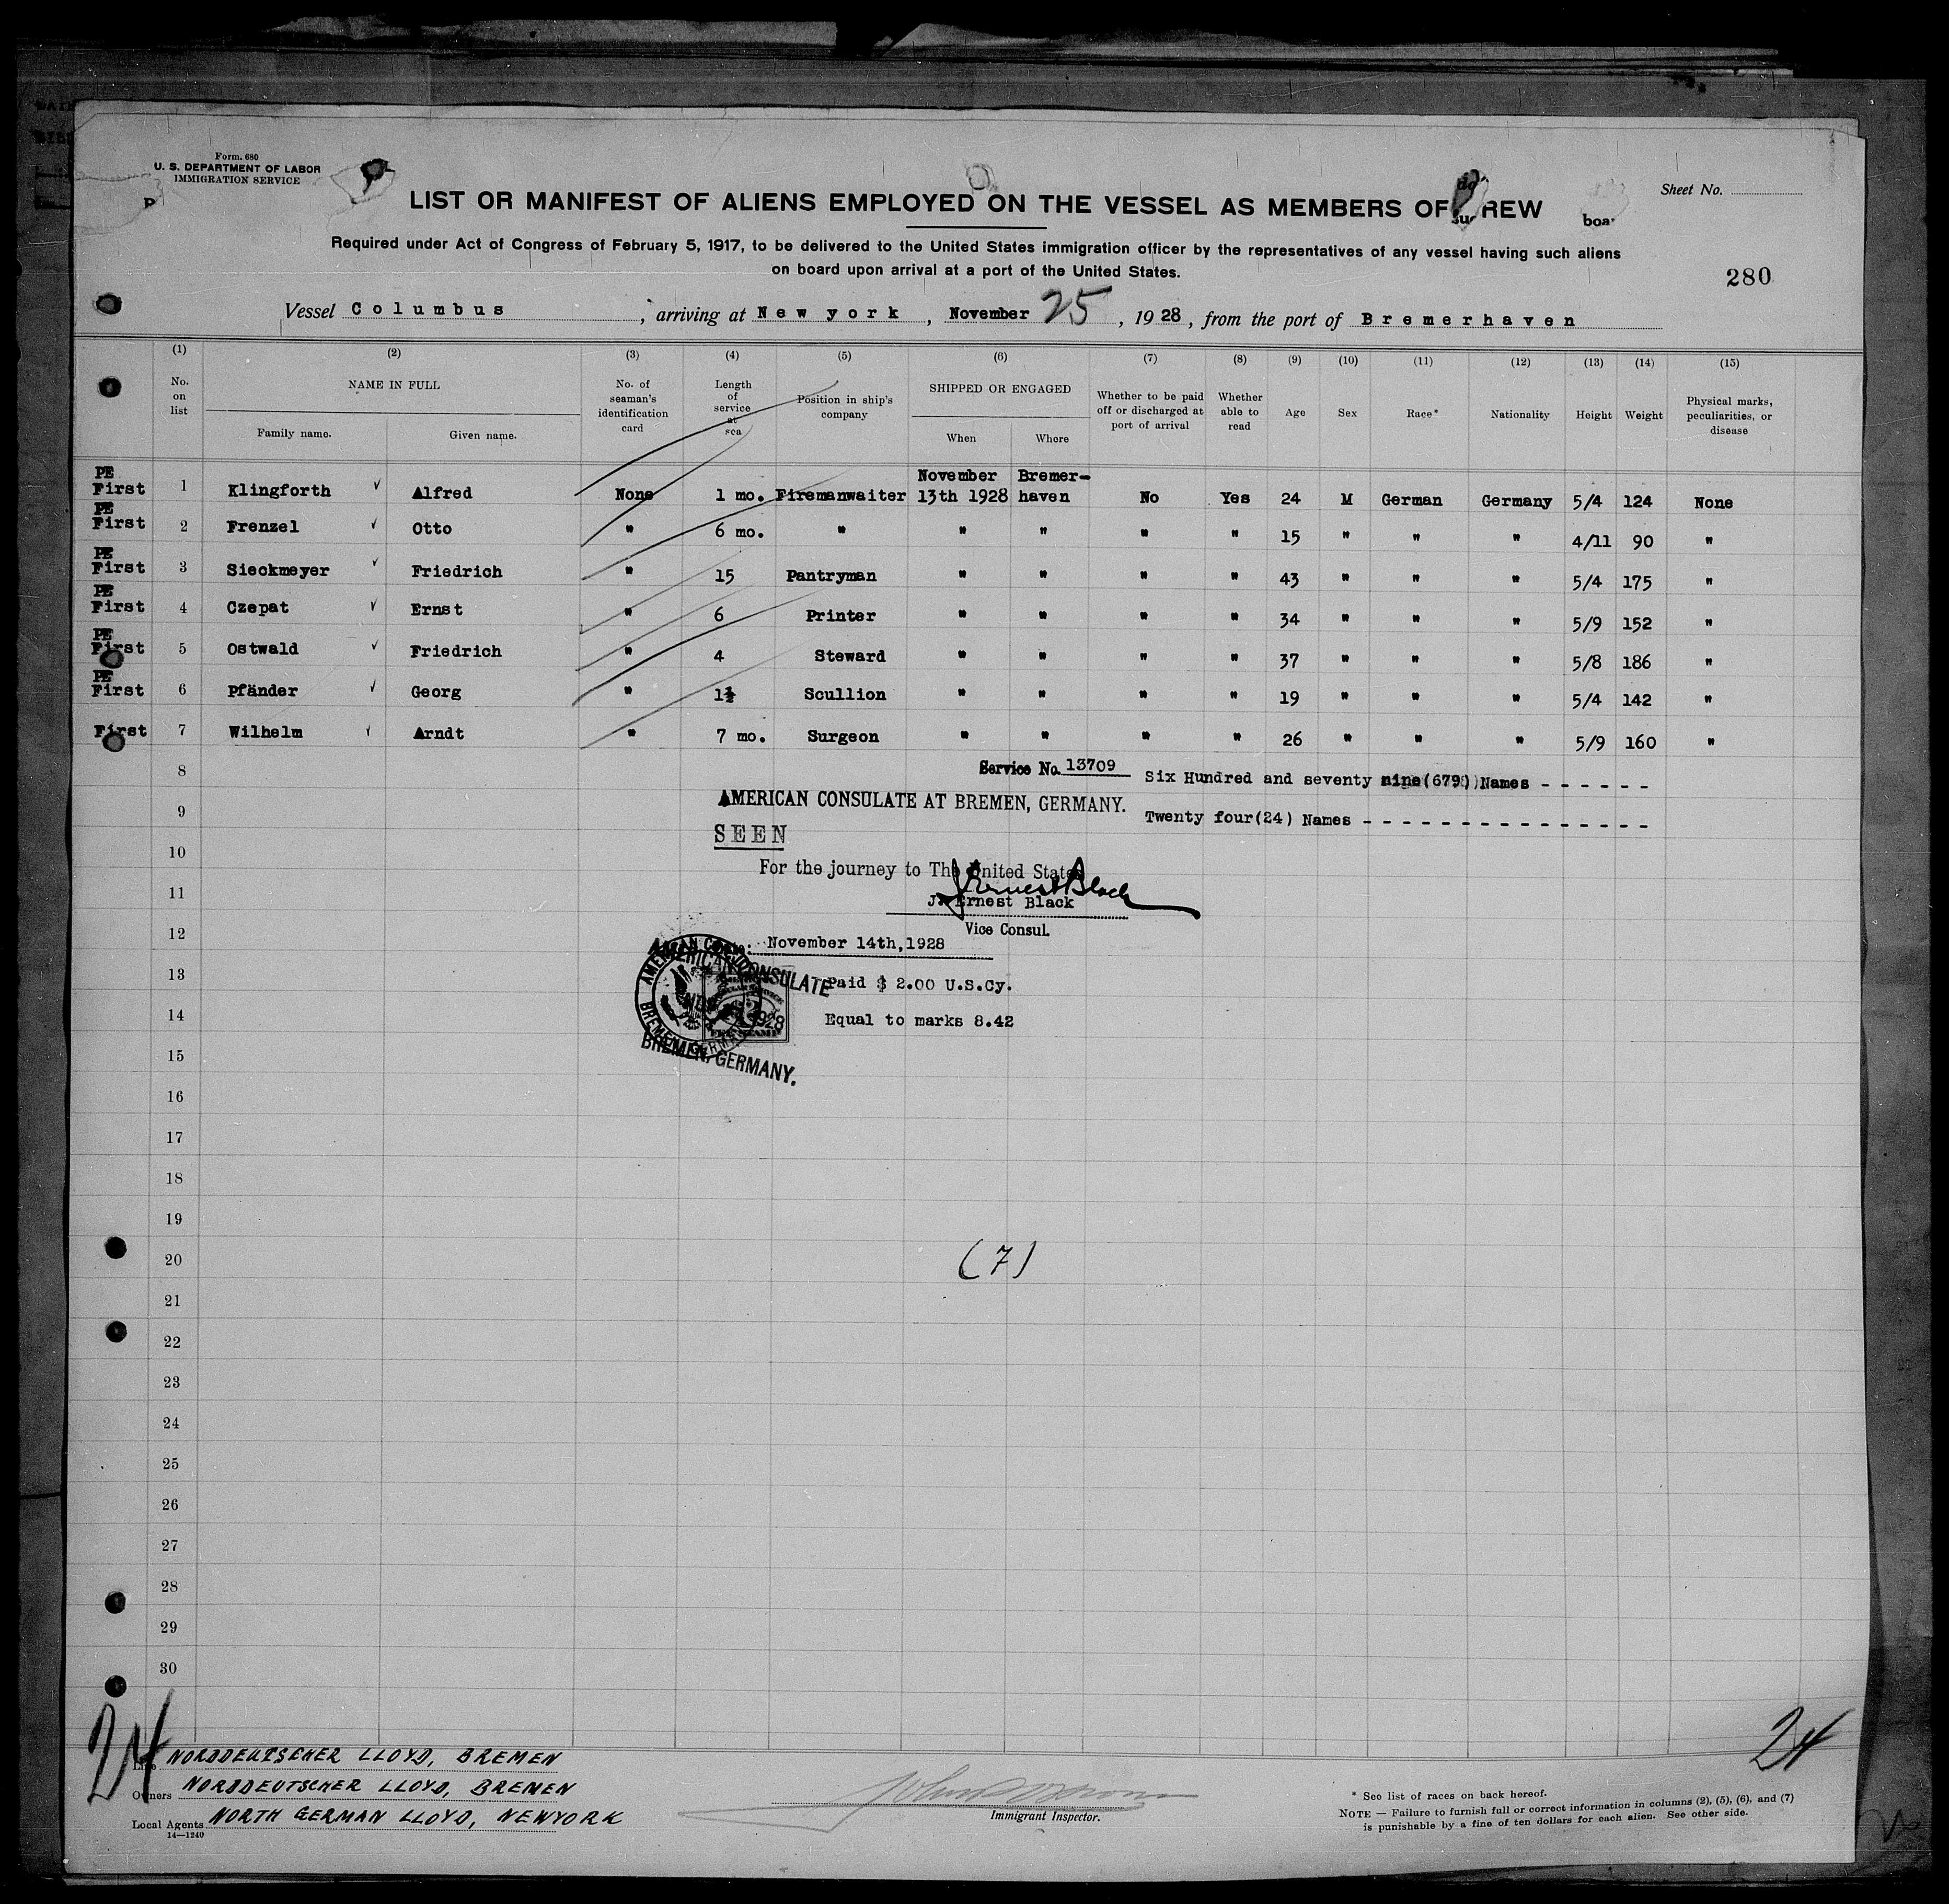 Form. 680
U. S. DEPARTMENT OF LABOR
IMMIGRATION SERVICE
Sheet No.
LIST OR MANIFEST OF ALIENS EMPLOYED ON THE VESSEL AS MEMBERS OF REW
Required under Act of Congress of February 5, 1917, to be delivered to the United States immigration officer by the representatives of any vessel having such aliens
on board upon arrival at a port of the United States.
280
Vessel Columbus, arriving at New york, November 25, 1928, from the port of Bremerhaven
(1) (2) (3) (4) (5) (6) (7) (8) (9) (10) (11) (12) (13) (14) (15)
No. on list NAME IN FULL Family name. Given name. No. of seaman's identification card Length of service at sea Position in ship's company SHIPPED OR ENGAGED When Where Whether to be paid off or discharged at port of arrival Whether able to read Age Sex Race* Nationality Height Weight Physical marks, peculiarities, or disease
PE First 1 Klingforth Alfred None 1 mo. Firemanwaiter November 13th 1928 Bremer-haven No Yes 24 M German Germany 5/4 124 None
PE First 2 Frenzel Otto " 6 mo. " " " " " 15 " " " 4/11 90 "
PE First 3 Sieckmeyer Friedrich " 15 Pantryman " " " " 43 " " " 5/4 175 "
PE First 4 Czepat Ernst " 6 Printer " " " " 34 " " " 5/9 152 "
PE First 5 Ostwald Friedrich " 4 Steward " " " " 37 " " " 5/8 186 "
PE First 6 Pfänder Georg " 1½ Scullion " " " " 19 " " " 5/4 142 "
First 7 Wilhelm Arndt " 7 mo. Surgeon " " " " 26 " " " 5/9 160 "
8
Service No. 13709
Six Hundred and seventy nine(679) Names - - - - - -
9
AMERICAN CONSULATE AT BREMEN, GERMANY.
Twenty four(24) Names - - - - - - - - - - - - - - -
SEEN
10
For the journey to The United States
11
J. Ernest Black
J. Ernest Black
12
Vice Consul.
November 14th, 1928
13
AMERICAN CONSULATE
Paid $ 2.00 U.S.Cy.
14
Equal to marks 8.42
BREMEN, GERMANY.
15
16
17
18
19
20
(7)
21
22
23
24
25
26
27
28
29
30
24
24
Line NORDDEUTSCHER LLOYD, BREMEN
Owners NORDDEUTSCHER LLOYD, BREMEN
Local Agents NORTH GERMAN LLOYD, NEWYORK
14—1240
Immigrant Inspector.
* See list of races on back hereof.
NOTE — Failure to furnish full or correct information in columns (2), (5), (6), and (7)
is punishable by a fine of ten dollars for each alien. See other side.